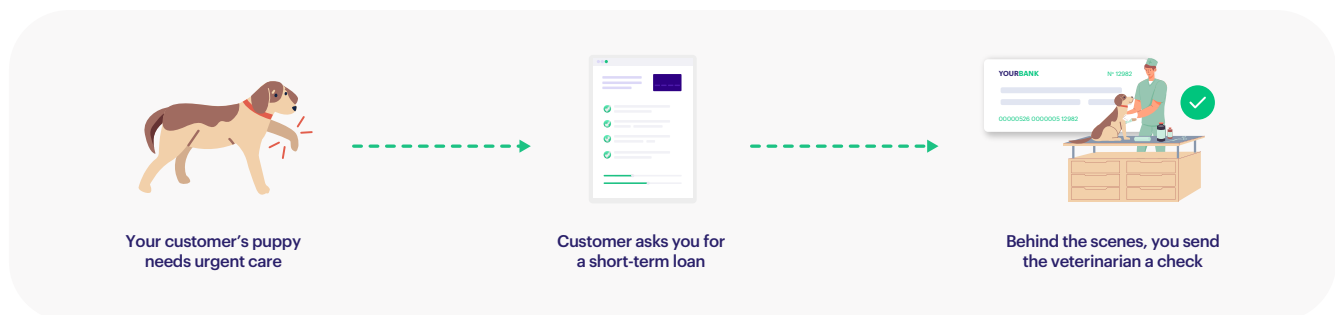 YOURBANK
Nº 12982
00000526 0000005 12982
Your customer’s puppy
needs urgent care
Customer asks you for
a short-term loan
Behind the scenes, you send
the veterinarian a check